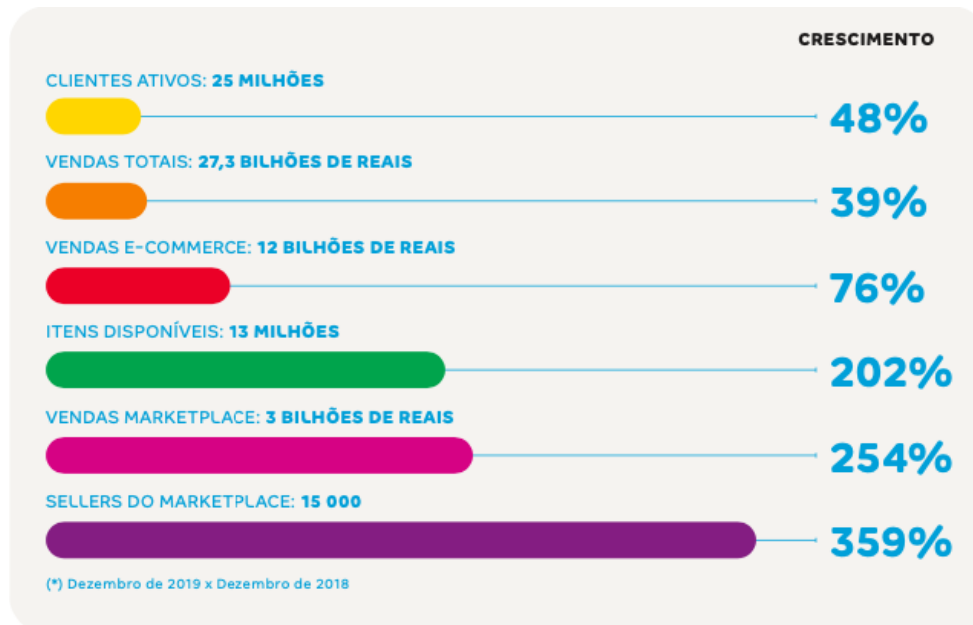 CRESCIMENTO
CLIENTES ATIVOS: 25 MILHÕES
48%
VENDAS TOTAIS: 27,3 BILHÕES DE REAIS
39%
VENDAS E-COMMERCE: 12 BILHÕES DE REAIS
76%
ITENS DISPONÍVEIS: 13 MILHÕES
202%
VENDAS MARKETPLACE: 3 BILHÕES DE REAIS
254%
SELLERS DO MARKETPLACE: 15 000
359%
(*) Dezembro de 2019 x Dezembro de 2018